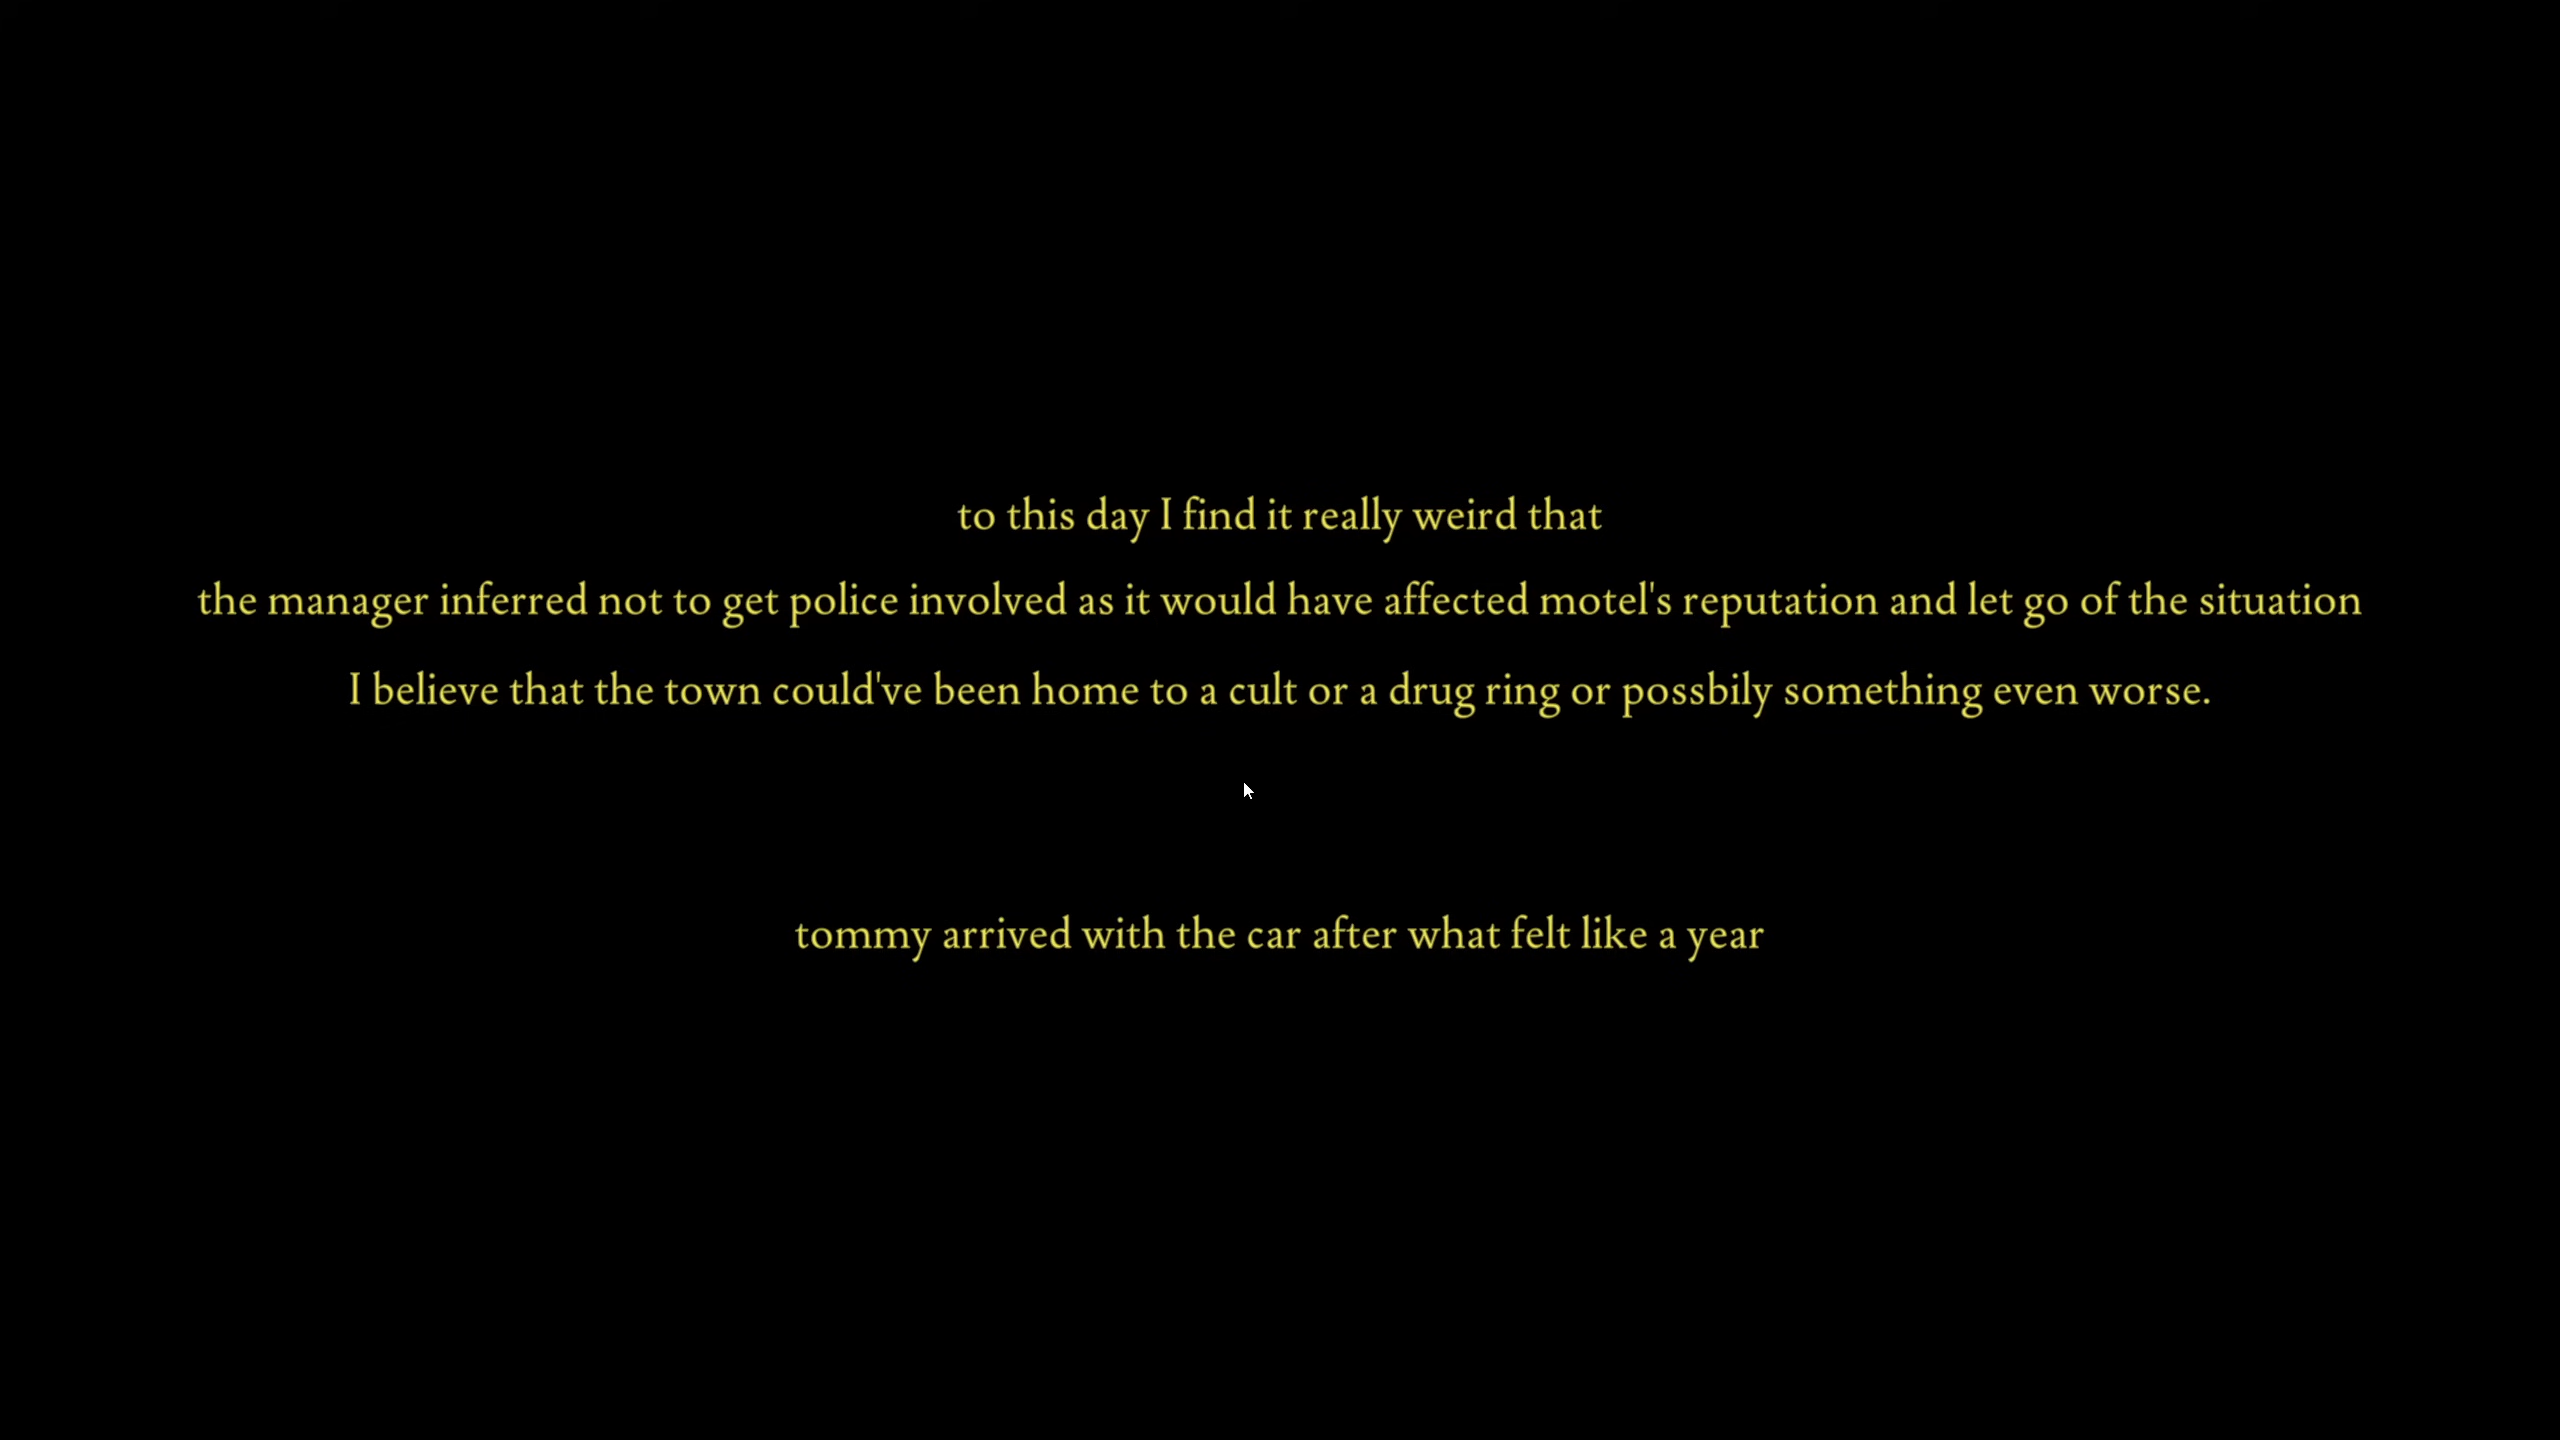 to this day I find it really weird that
the manager inferred not to get police involved as it would have affected motel's reputation and let go of the situation
I believe that the town could've been home to a cult or a drug ring or possbily something even worse.
tommy arrived with the car after what felt like a year